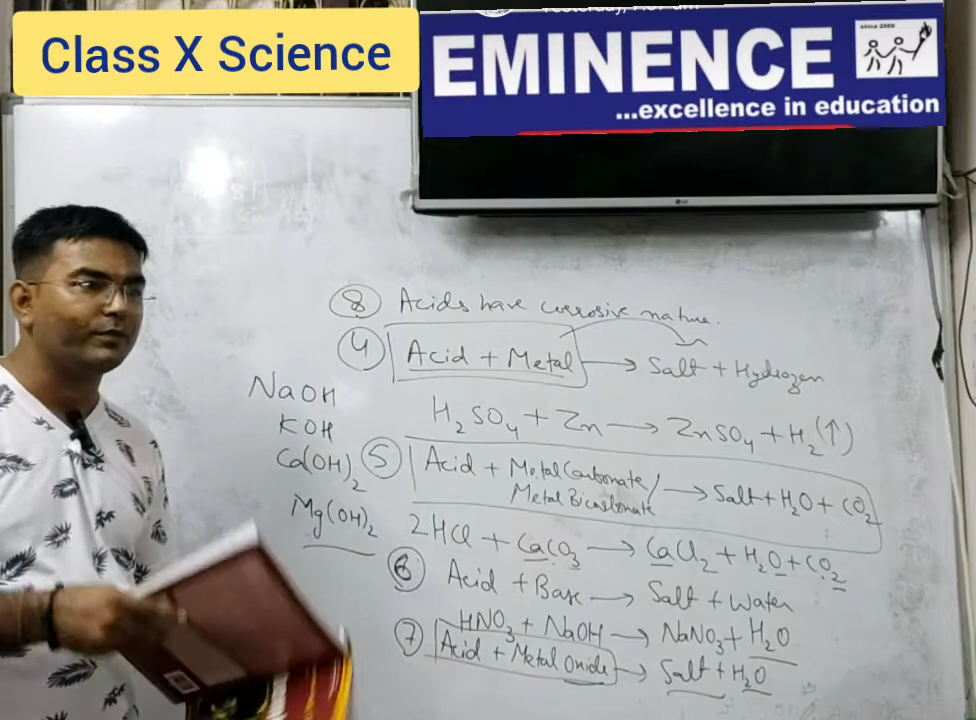 Class X Science
EMINENCE
since 2006
...excellence in education
LG
⑧ Acids have corrosive nature.
④ Acid + Metal → Salt + Hydrogen
H₂SO₄ + Zn → ZnSO₄ + H₂(↑)
NaOH
KOH
Ca(OH)₂
Mg(OH)₂
⑤ Acid + Metal Carbonate/ → Salt + H₂O + CO₂
Metal Bicarbonate
2HCl + CaCO₃ → CaCl₂ + H₂O + CO₂
⑥ Acid + Base → Salt + Water
HNO₃ + NaOH → NaNO₃ + H₂O
⑦ Acid + Metal Oxide → Salt + H₂O